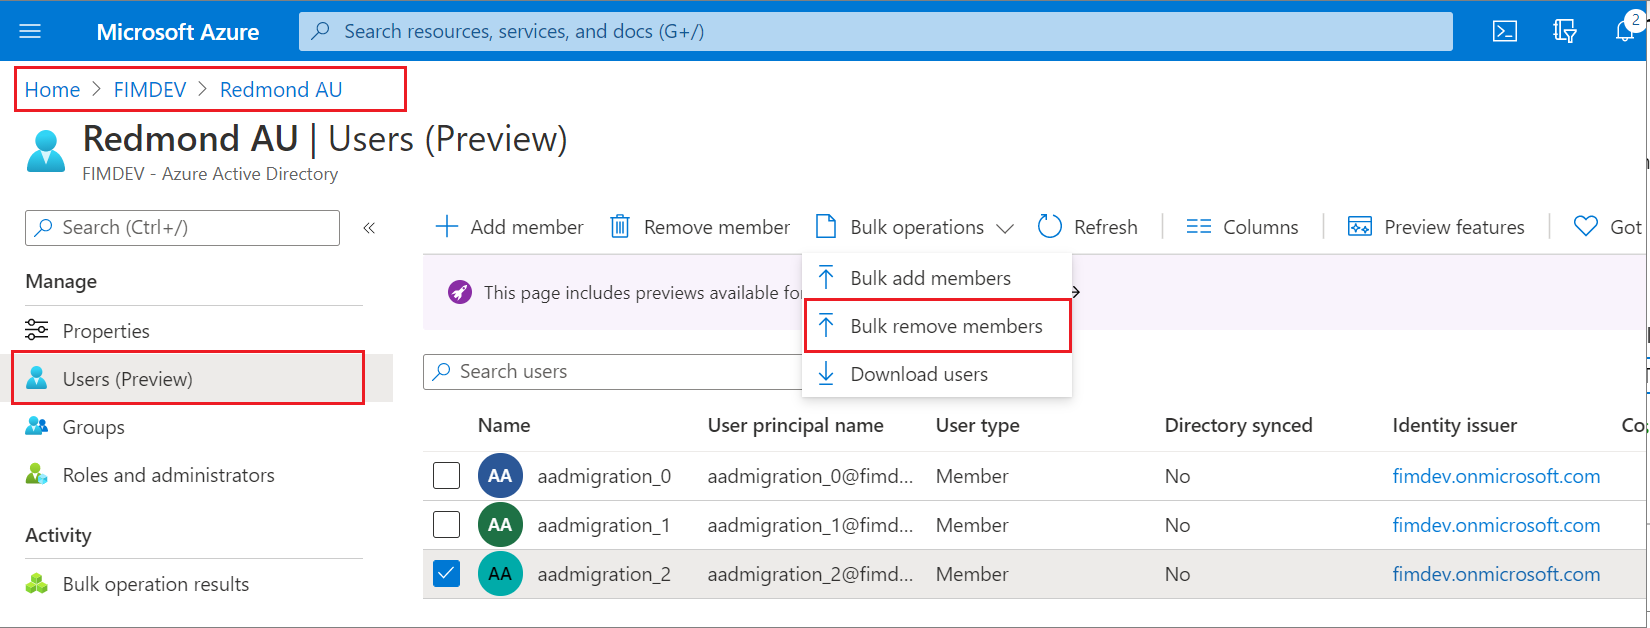 Microsoft Azure
Search resources, services, and docs (G+/)
2
Home > FIMDEV > Redmond AU
Redmond AU | Users (Preview)
FIMDEV - Azure Active Directory
Search (Ctrl+/)
«
Add member
Remove member
Bulk operations
Refresh
Columns
Preview features
Got
Manage
Properties
Users (Preview)
Groups
Roles and administrators
Activity
Bulk operation results
This page includes previews available for
Bulk add members
Bulk remove members
Download users
Search users
Name User principal name User type Directory synced Identity issuer
AA aadmigration_0 aadmigration_0@fimd... Member No fimdev.onmicrosoft.com
AA aadmigration_1 aadmigration_1@fimd... Member No fimdev.onmicrosoft.com
AA aadmigration_2 aadmigration_2@fimd... Member No fimdev.onmicrosoft.com